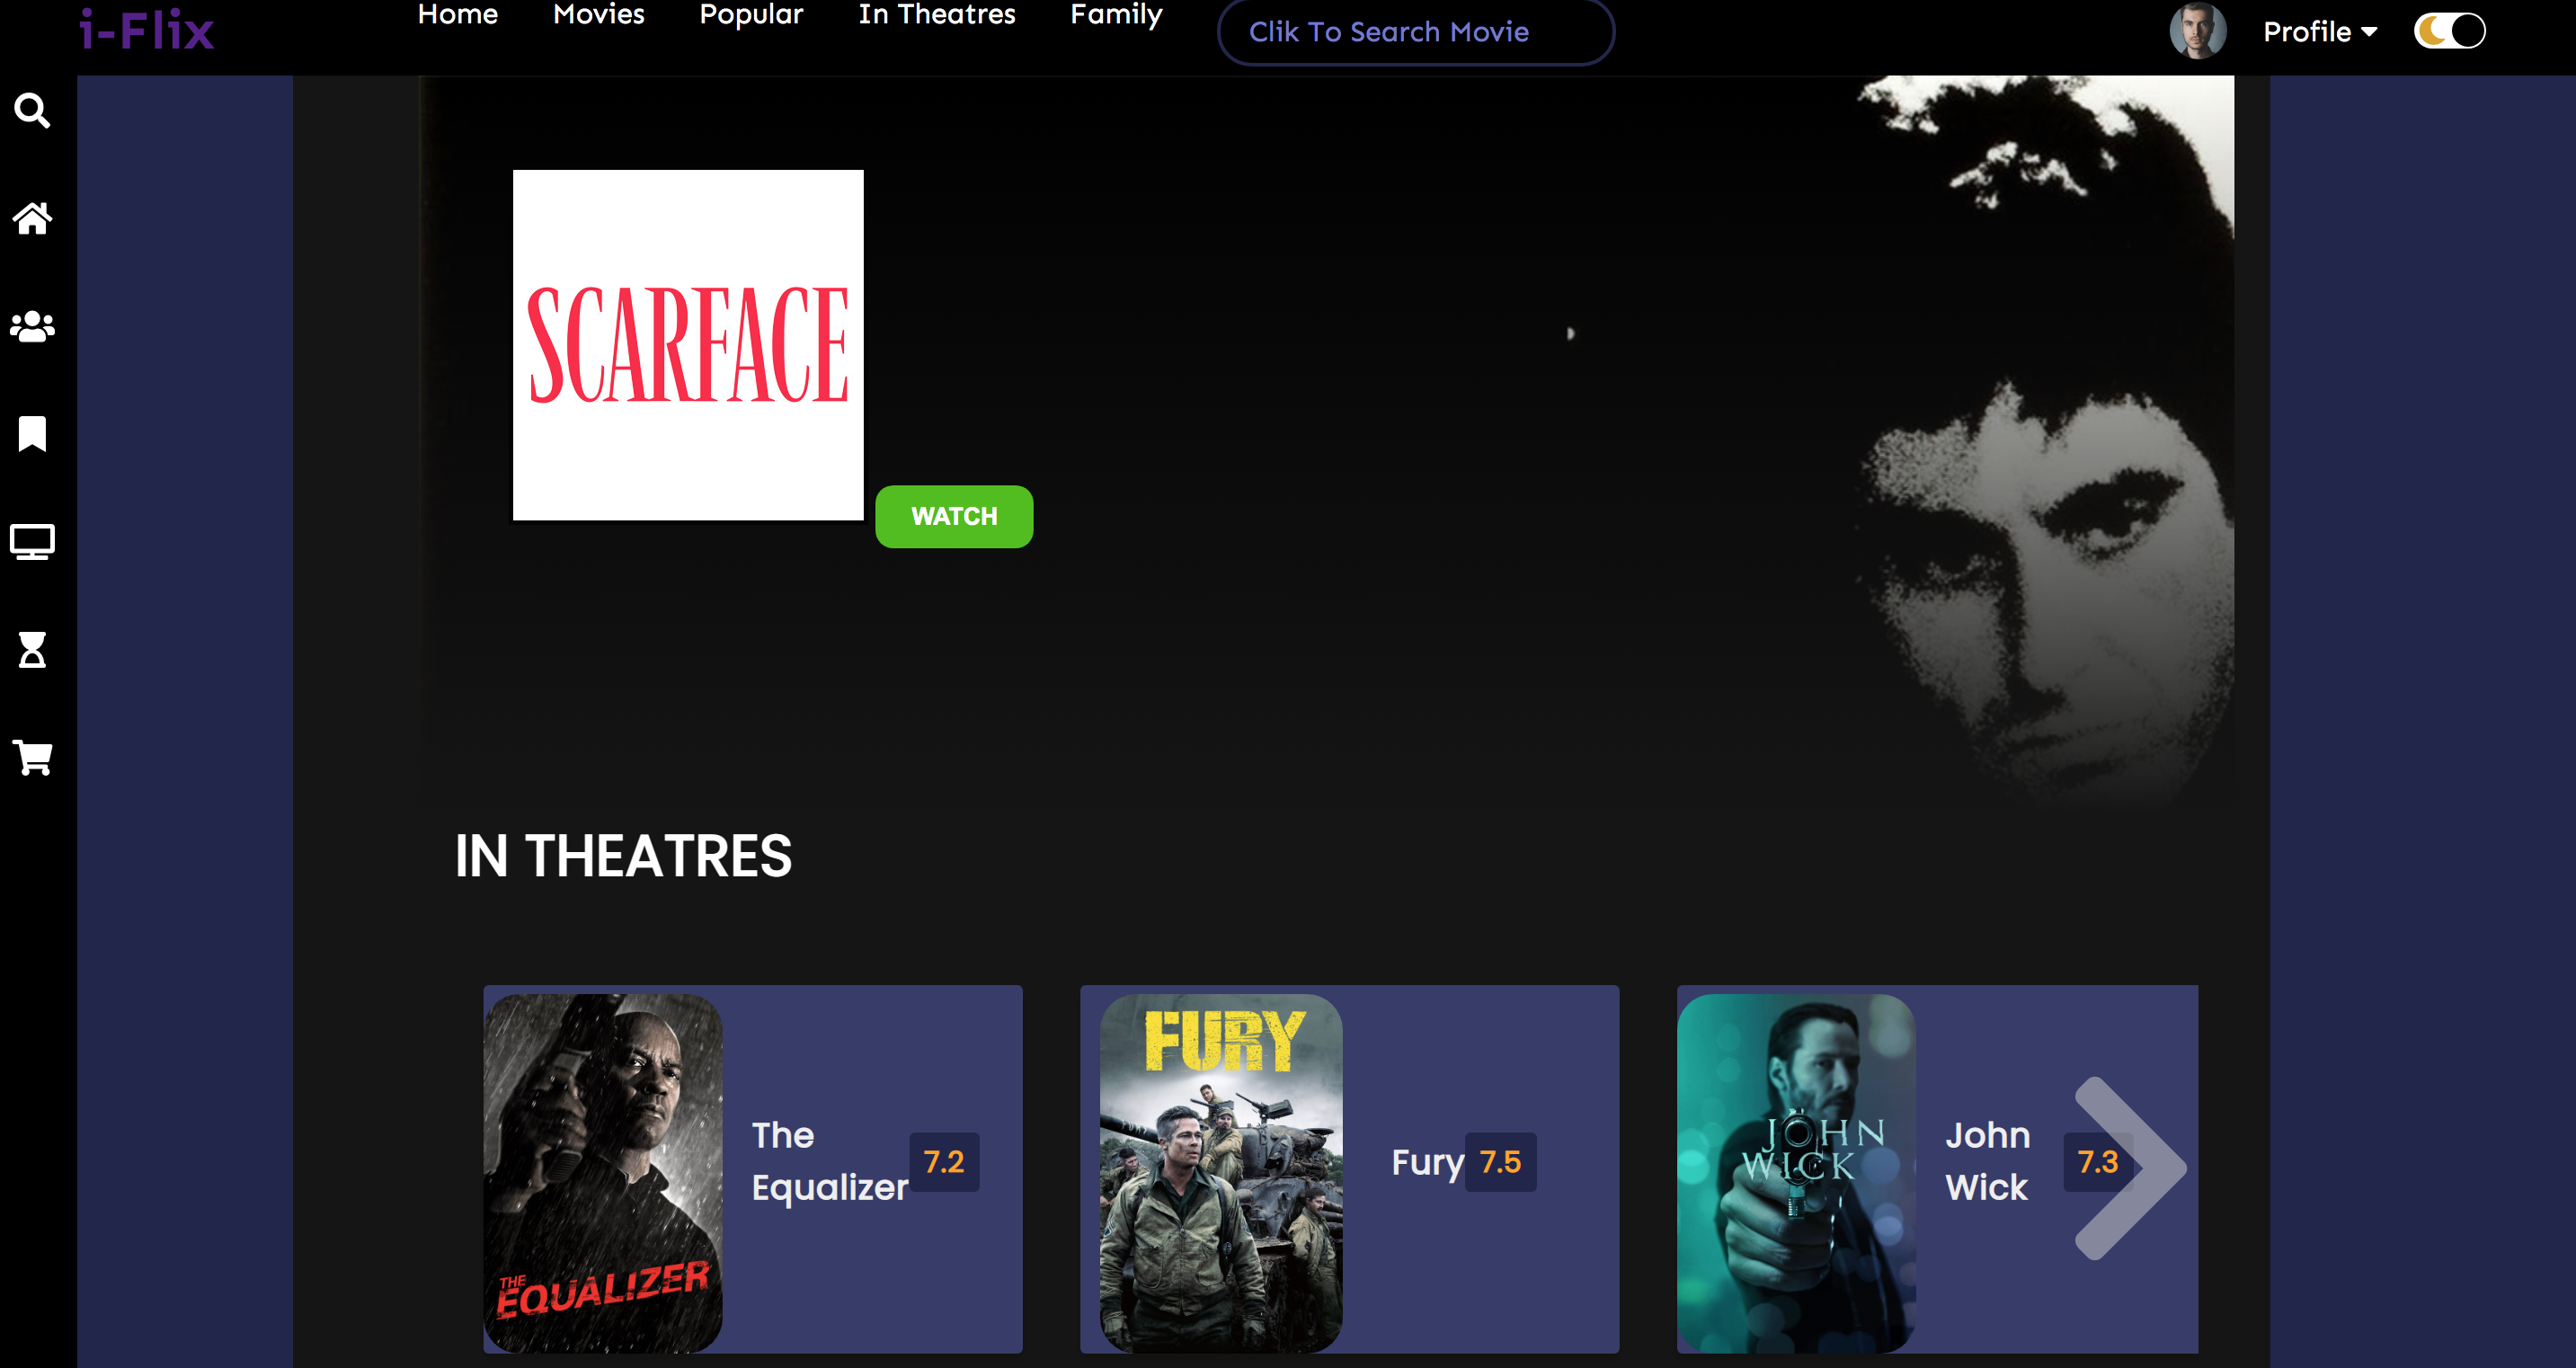 i-Flix
Home Movies Popular In Theatres Family
Clik To Search Movie
Profile
SCARFACE
WATCH
IN THEATRES
THE
EQUALIZER
The
Equalizer
7.2
FURY
Fury
7.5
JOHN
WICK
John
Wick
7.3